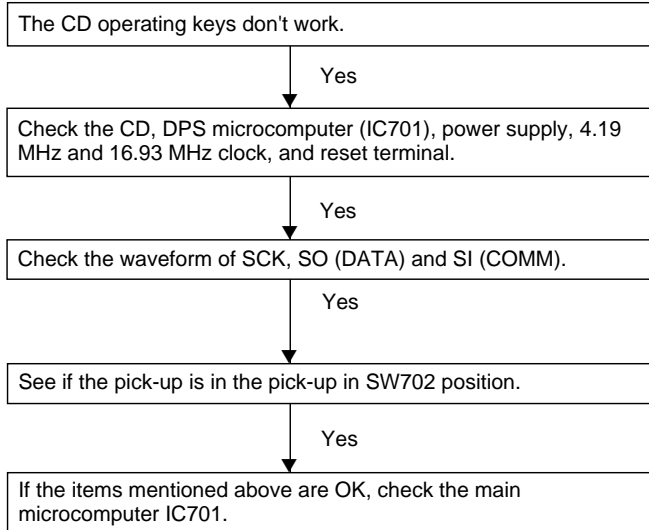 The CD operating keys don't work.
Yes
Check the CD, DPS microcomputer (IC701), power supply, 4.19
MHz and 16.93 MHz clock, and reset terminal.
Yes
Check the waveform of SCK, SO (DATA) and SI (COMM).
Yes
See if the pick-up is in the pick-up in SW702 position.
Yes
If the items mentioned above are OK, check the main
microcomputer IC701.